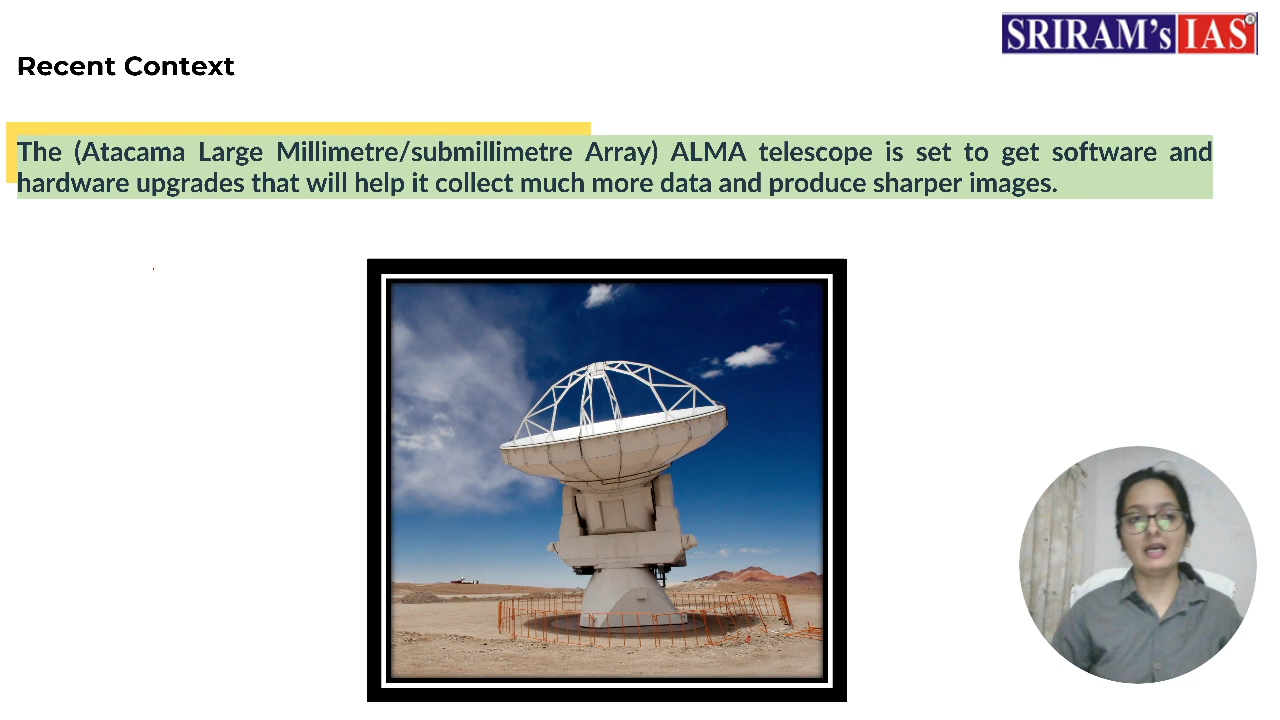 SRIRAM's IAS®
Recent Context
The (Atacama Large Millimetre/submillimetre Array) ALMA telescope is set to get software and
hardware upgrades that will help it collect much more data and produce sharper images.